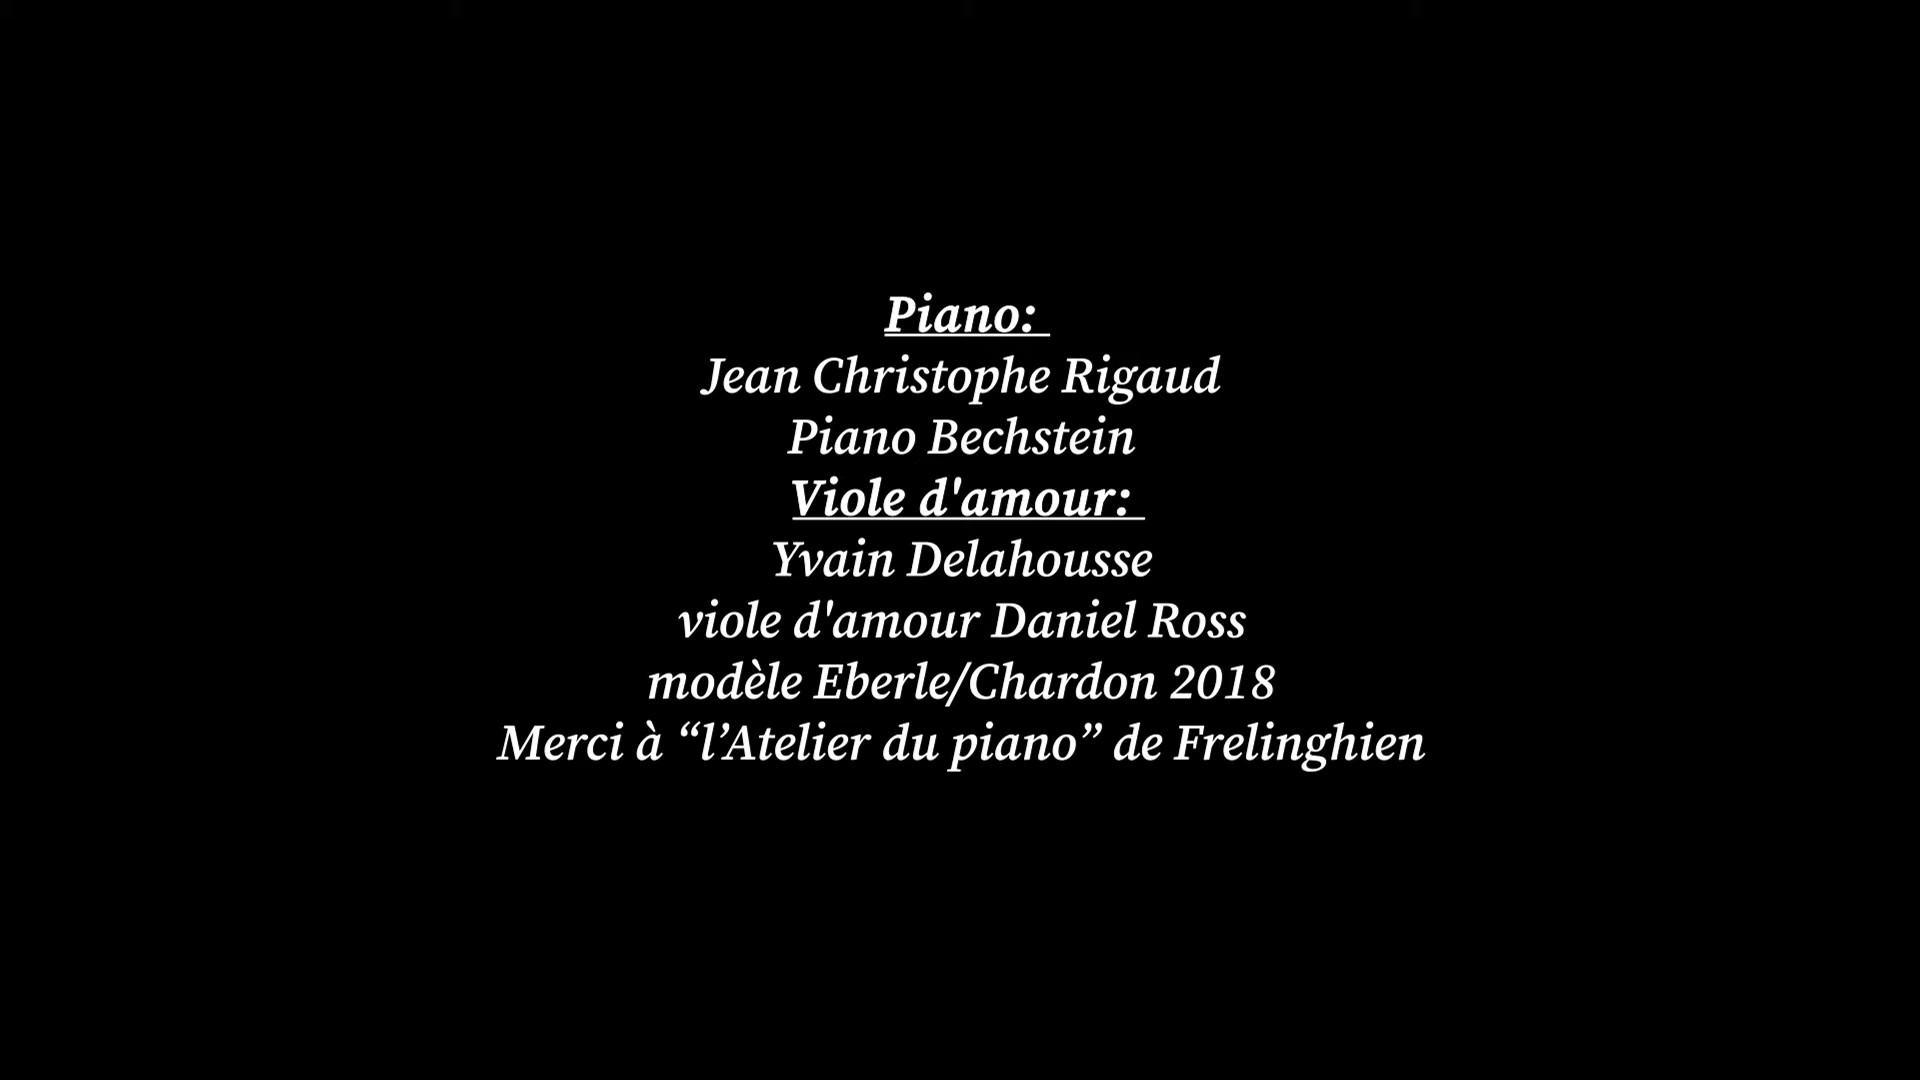 Piano:
Jean Christophe Rigaud
Piano Bechstein
Viole d'amour:
Yvain Delahousse
viole d'amour Daniel Ross
modèle Eberle/Chardon 2018
Merci à “l’Atelier du piano” de Frelinghien